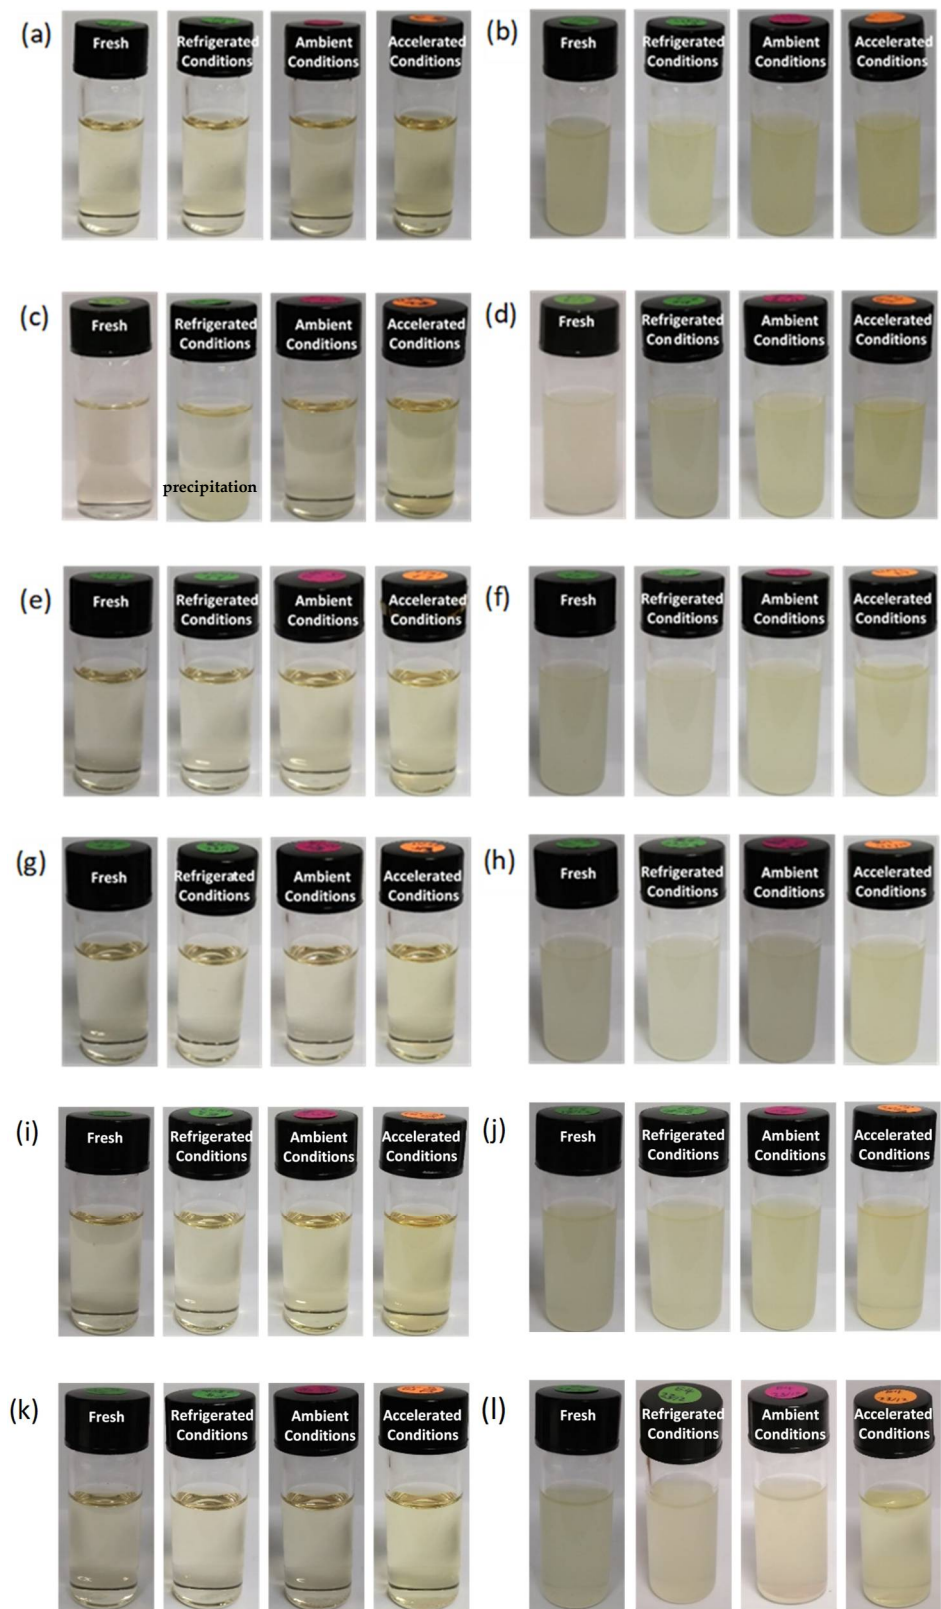 (a)
Fresh
Refrigerated
Conditions
Ambient
Conditions
Accelerated
Conditions
(b)
Fresh
Refrigerated
Conditions
Ambient
Conditions
Accelerated
Conditions
(c)
Fresh
Refrigerated
Conditions
precipitation
Ambient
Conditions
Accelerated
Conditions
(d)
Fresh
Refrigerated
Conditions
Ambient
Conditions
Accelerated
Conditions
(e)
Fresh
Refrigerated
Conditions
Ambient
Conditions
Accelerated
Conditions
(f)
Fresh
Refrigerated
Conditions
Ambient
Conditions
Accelerated
Conditions
(g)
Fresh
Refrigerated
Conditions
Ambient
Conditions
Accelerated
Conditions
(h)
Fresh
Refrigerated
Conditions
Ambient
Conditions
Accelerated
Conditions
(i)
Fresh
Refrigerated
Conditions
Ambient
Conditions
Accelerated
Conditions
(j)
Fresh
Refrigerated
Conditions
Ambient
Conditions
Accelerated
Conditions
(k)
Fresh
Refrigerated
Conditions
Ambient
Conditions
Accelerated
Conditions
(l)
Fresh
Refrigerated
Conditions
Ambient
Conditions
Accelerated
Conditions